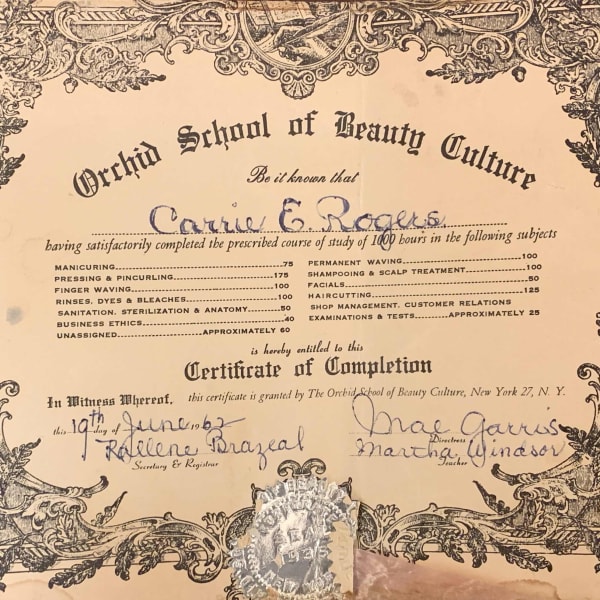 Orchid School of Beauty Culture
Be it known that
Carrie E. Rogers
having satisfactorily completed the prescribed course of study of 1000 hours in the following subjects
MANICURING 75
PRESSING & PINCURLING 175
FINGER WAVING 100
RINSES, DYES & BLEACHES 100
SANITATION, STERILIZATION & ANATOMY 50
BUSINESS ETHICS 40
UNASSIGNED APPROXIMATELY 60
PERMANENT WAVING 100
SHAMPOOING & SCALP TREATMENT 100
FACIALS 50
HAIRCUTTING 125
SHOP MANAGEMENT, CUSTOMER RELATIONS
EXAMINATIONS & TESTS APPROXIMATELY 25
is hereby entitled to this
Certificate of Completion
In Witness Whereof, this certificate is granted by The Orchid School of Beauty Culture, New York 27, N. Y.
this 19th day of June 1962
Mae Garris
Directress
Rallene Brazeal
Secretary & Registrar
Martha Windsor
Teacher